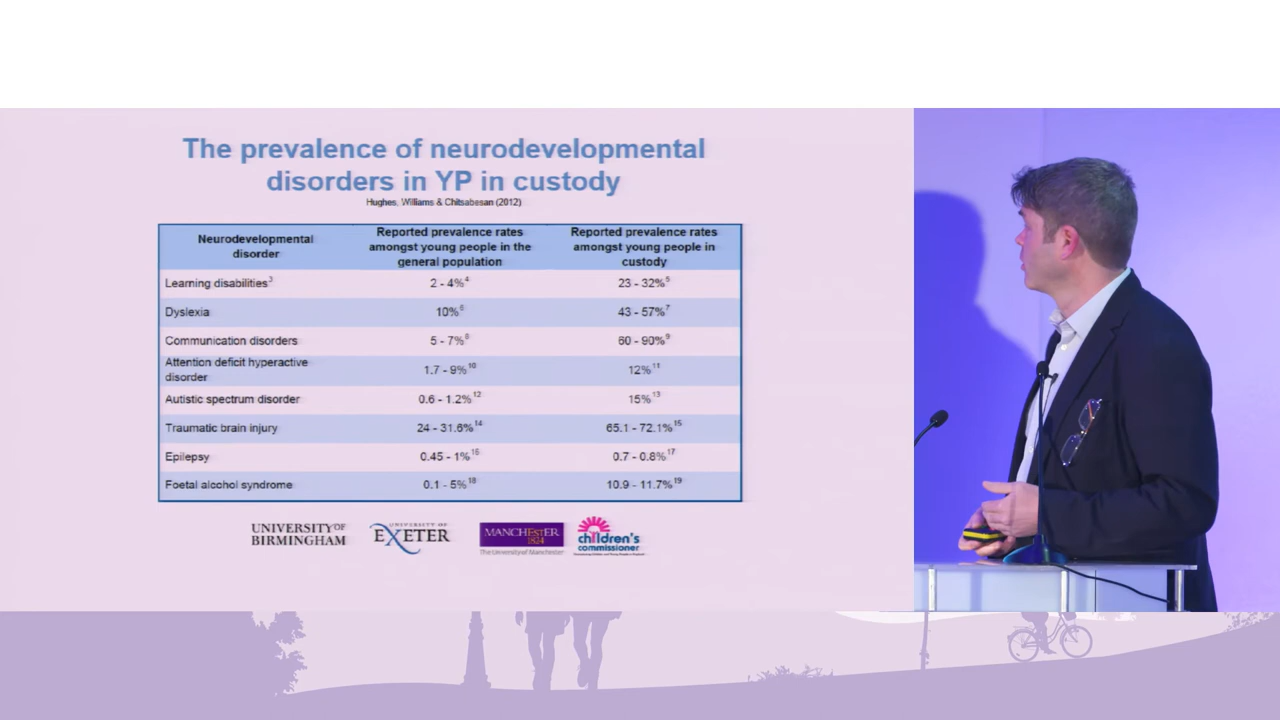 The prevalence of neurodevelopmental
disorders in YP in custody
Hughes, Williams & Chitsabesan (2012)
Neurodevelopmental
disorder
Reported prevalence rates
amongst young people in the
general population
Reported prevalence rates
amongst young people in
custody
Learning disabilities³ 2 - 4%⁴ 23 - 32%⁵
Dyslexia 10%⁶ 43 - 57%⁷
Communication disorders 5 - 7%⁸ 60 - 90%⁹
Attention deficit hyperactive
disorder 1.7 - 9%¹⁰ 12%¹¹
Autistic spectrum disorder 0.6 - 1.2%¹² 15%¹³
Traumatic brain injury 24 - 31.6%¹⁴ 65.1 - 72.1%¹⁵
Epilepsy 0.45 - 1%¹⁶ 0.7 - 0.8%¹⁷
Foetal alcohol syndrome 0.1 - 5%¹⁸ 10.9 - 11.7%¹⁹
UNIVERSITY OF
BIRMINGHAM
UNIVERSITY OF
EXETER
MANCHESTER
1824
The University of Manchester
children's
commissioner